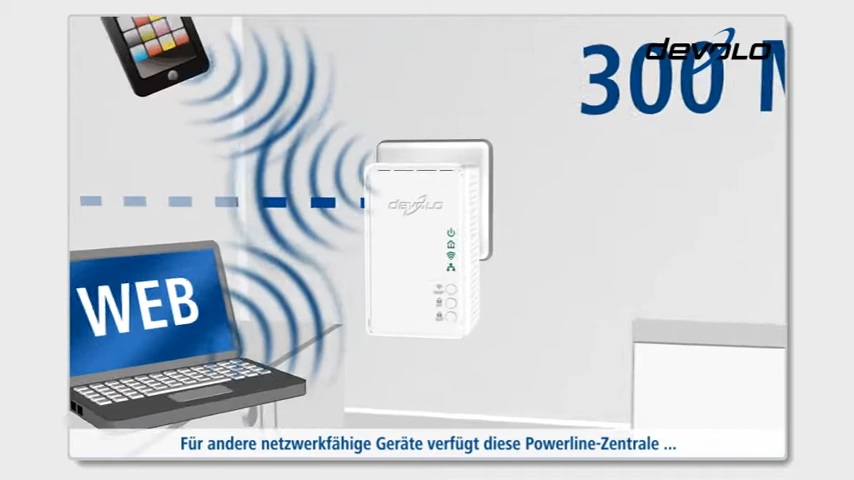 devolo
300 M
devolo
WEB
Für andere netzwerkfähige Geräte verfügt diese Powerline-Zentrale ...